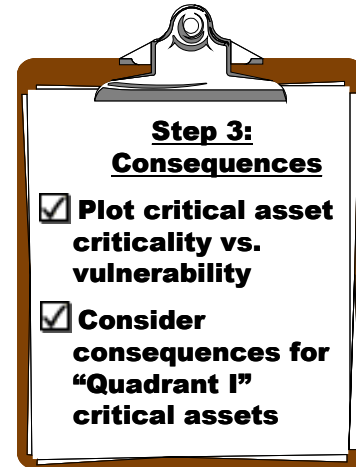 Step 3:
Consequences
Plot critical asset
criticality vs.
vulnerability
Consider
consequences for
“Quadrant I”
critical assets